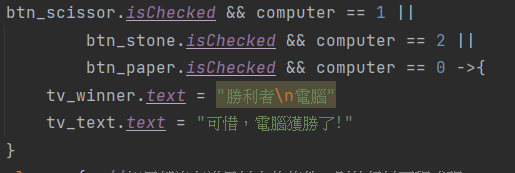 btn_scissor.isChecked && computer == 1 ||
btn_stone.isChecked && computer == 2 ||
btn_paper.isChecked && computer == 0 ->{
tv_winner.text = "勝利者\n電腦"
tv_text.text = "可惜，電腦獲勝了!"
}